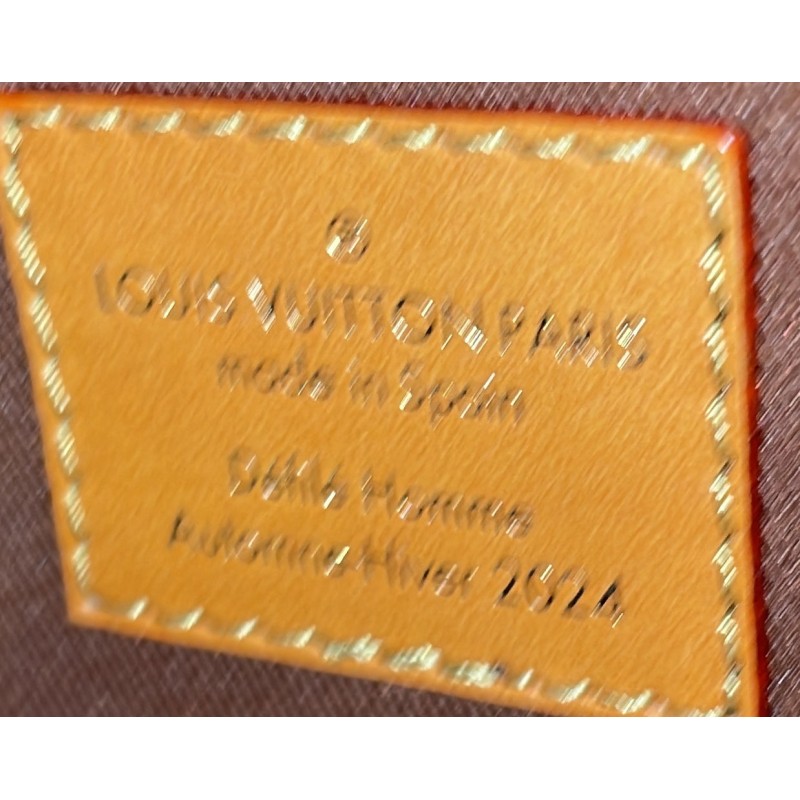 ®
LOUIS VUITTON PARIS
made in Spain
Défilé Homme
Automne-Hiver 2024